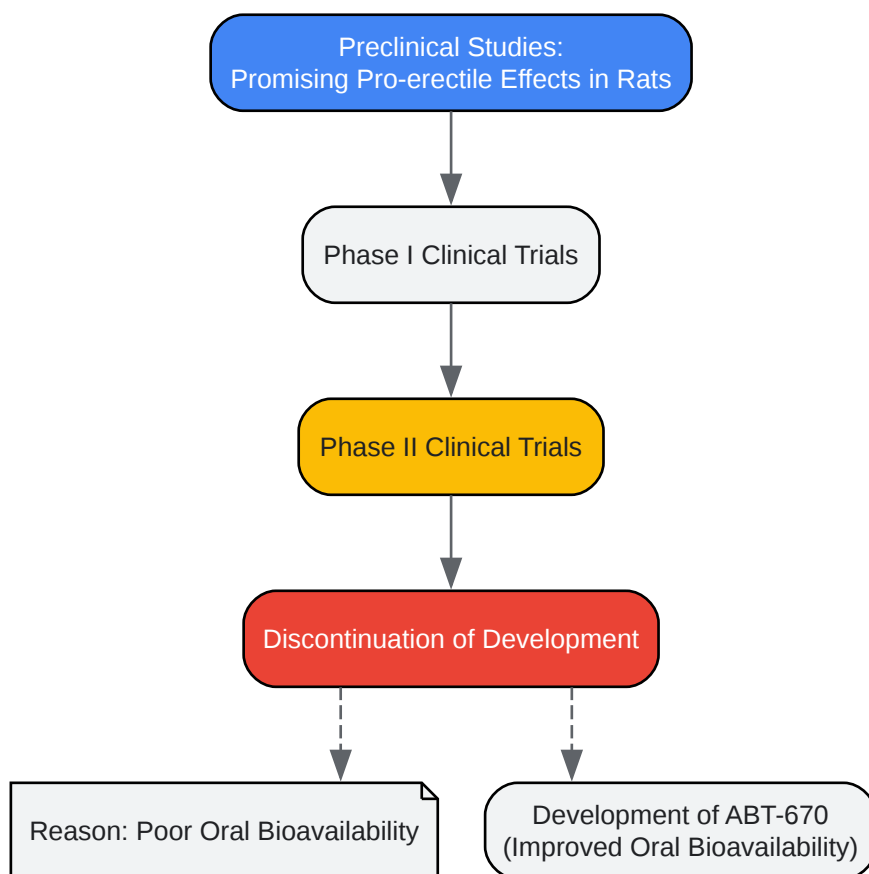 Preclinical Studies:
Promising Pro-erectile Effects in Rats
Phase I Clinical Trials
Phase II Clinical Trials
Discontinuation of Development
Reason: Poor Oral Bioavailability
Development of ABT-670
(Improved Oral Bioavailability)